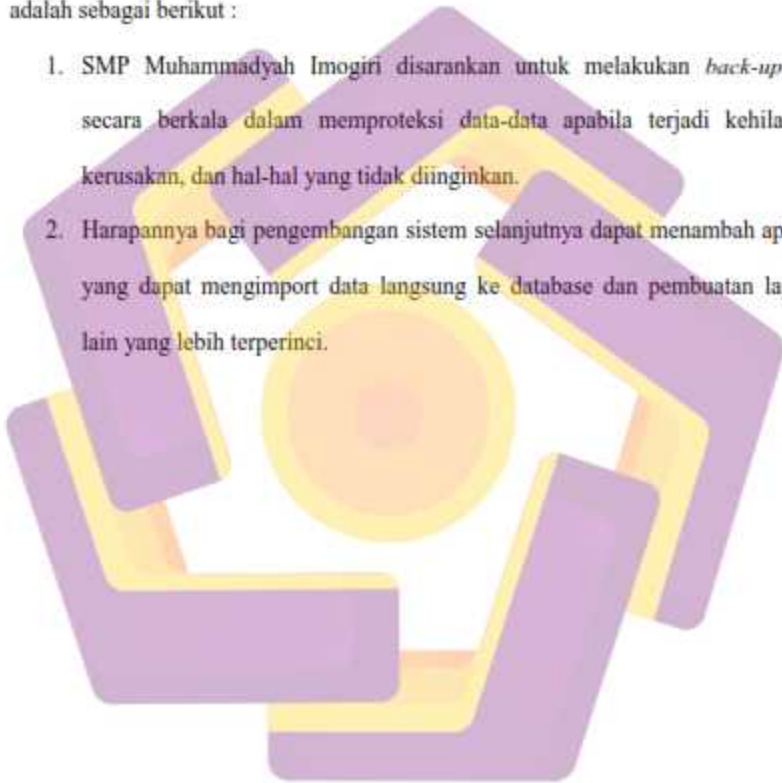 adalah sebagai berikut :
1. SMP Muhammadyah Imogiri disarankan untuk melakukan back-up
secara berkala dalam memproteksi data-data apabila terjadi kehila
kerusakan, dan hal-hal yang tidak diinginkan.
2. Harapannya bagi pengembangan sistem selanjutnya dapat menambah ap
yang dapat mengimport data langsung ke database dan pembuatan la
lain yang lebih terperinci.